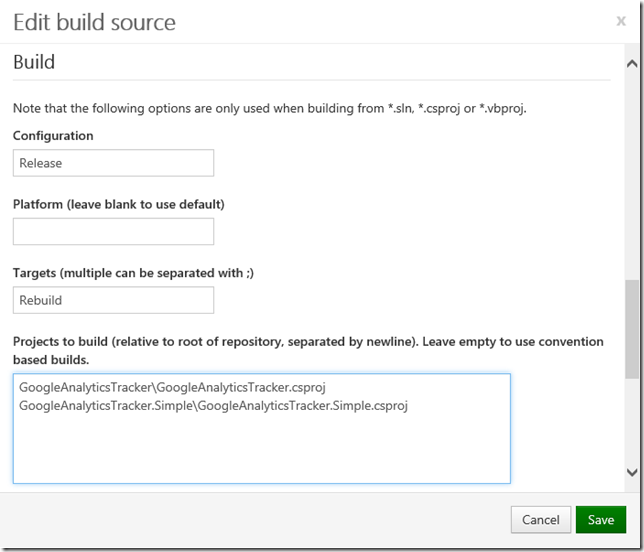 Edit build source
x
Build
Note that the following options are only used when building from *.sln, *.csproj or *.vbproj.
Configuration
Release
Platform (leave blank to use default)
Targets (multiple can be separated with ;)
Rebuild
Projects to build (relative to root of repository, separated by newline). Leave empty to use convention
based builds.
GoogleAnalyticsTracker\GoogleAnalyticsTracker.csproj
GoogleAnalyticsTracker.Simple\GoogleAnalyticsTracker.Simple.csproj
Cancel
Save